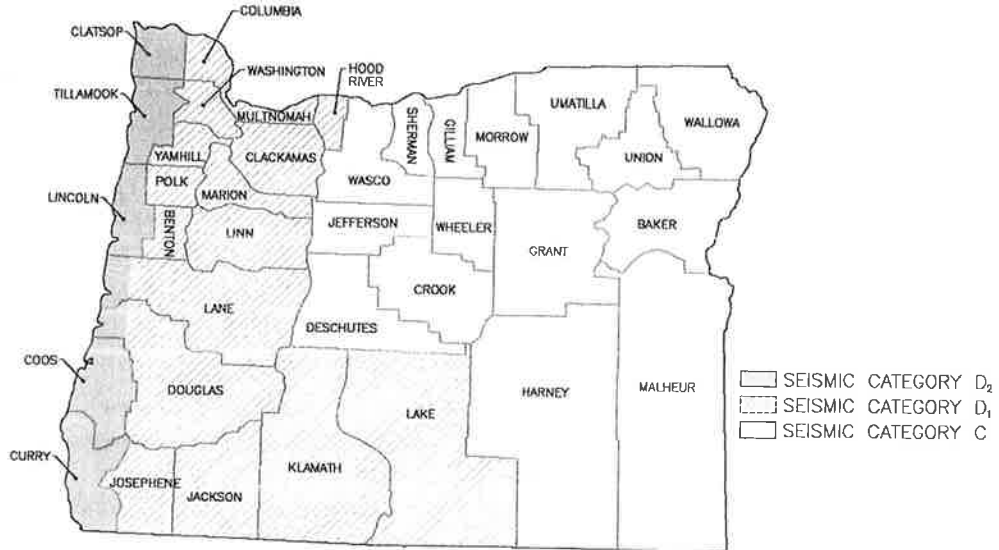 COLUMBIA
CLATSOP
WASHINGTON
HOOD
RIVER
TILLAMOOK
MULTNOMAH
SHERMAN
GILLIAM
MORROW
UMATILLA
WALLOWA
YAMHILL
CLACKAMAS
UNION
POLK
WASCO
LINCOLN
MARION
BENTON
LINN
JEFFERSON
WHEELER
BAKER
GRANT
LANE
CROOK
DESCHUTES
COOS
DOUGLAS
LAKE
HARNEY
MALHEUR
SEISMIC CATEGORY D₂
SEISMIC CATEGORY D₁
SEISMIC CATEGORY C
CURRY
JOSEPHENE
JACKSON
KLAMATH